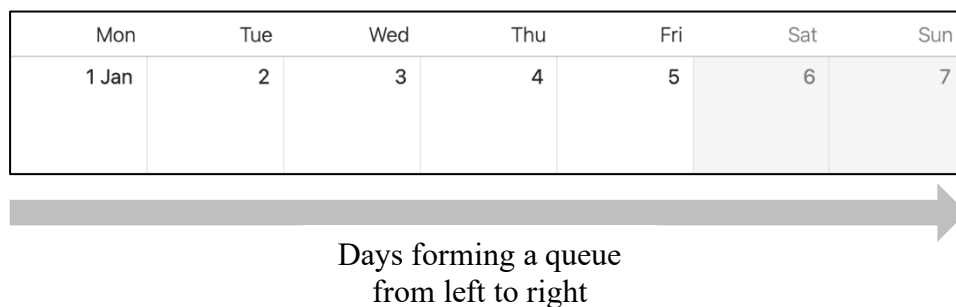 Mon Tue Wed Thu Fri Sat Sun
1 Jan 2 3 4 5 6 7
Days forming a queue
from left to right